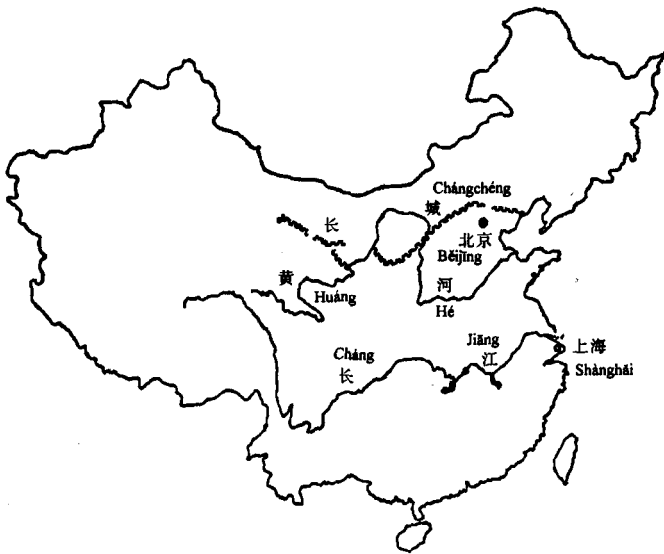 Chángchéng
长
城
北京
Běijīng
黄
河
Huáng
Hé
Jiāng
Cháng
江
上海
长
Shànghǎi